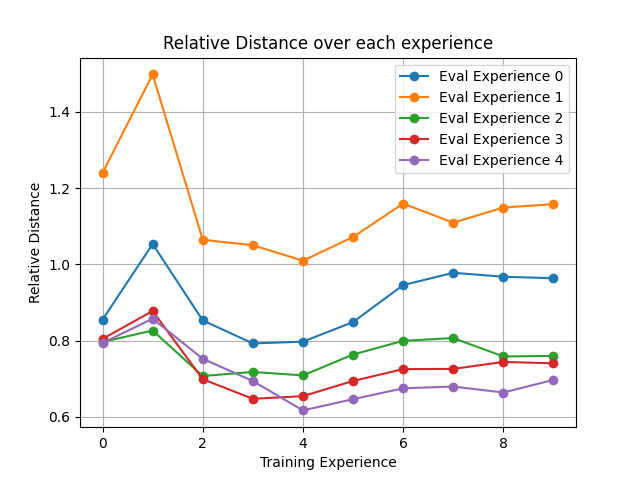 Relative Distance over each experience
Eval Experience 0
Eval Experience 1
Eval Experience 2
Eval Experience 3
Eval Experience 4
1.4
1.2
1.0
0.8
0.6
Relative Distance
0 2 4 6 8
Training Experience